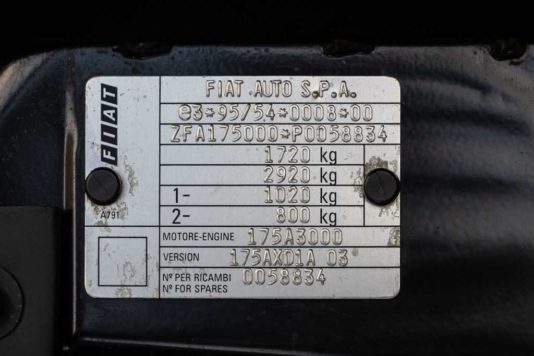 FIAT
FIAT AUTO S.P.A.
e3*95/54*0008*00
ZFA175000*P0058834
1720 kg
2920 kg
1- 1020 kg
2- 800 kg
A791
MOTORE-ENGINE 175A3000
VERSION 175AXD1A 03
Nº PER RICAMBI 0058834
Nº FOR SPARES